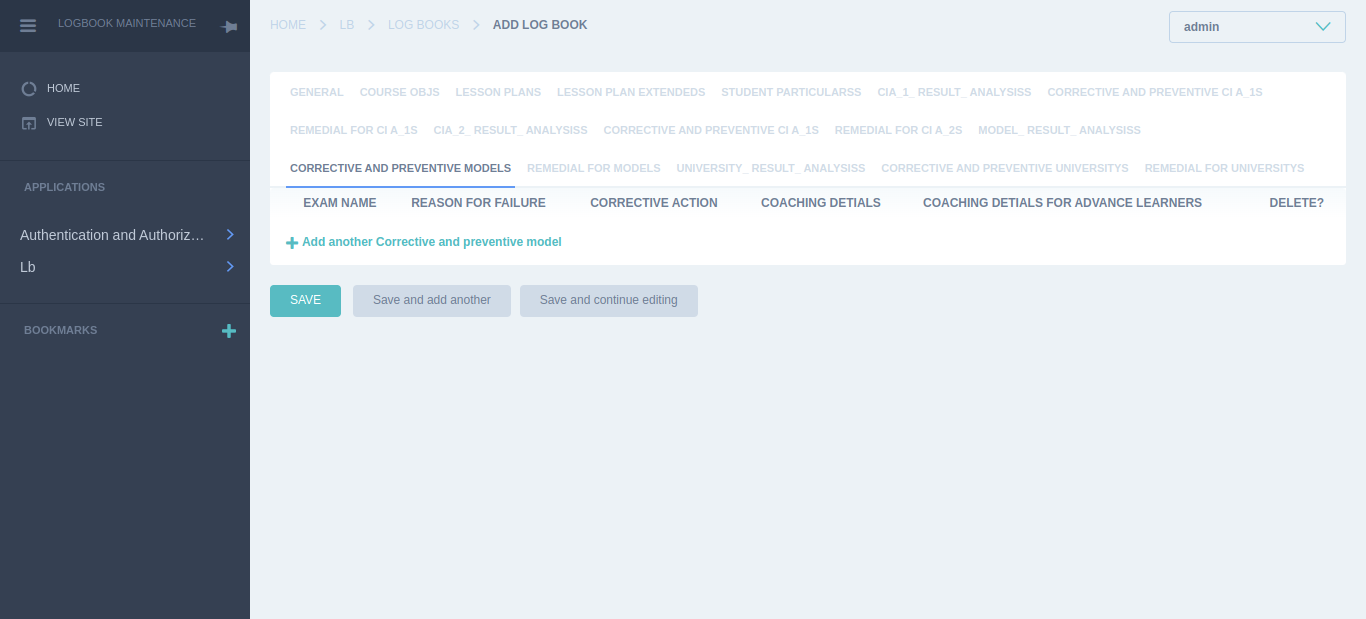 LOGBOOK MAINTENANCE
HOME
VIEW SITE
APPLICATIONS
Authentication and Authoriz…
Lb
BOOKMARKS
HOME LB LOG BOOKS ADD LOG BOOK
admin
GENERAL COURSE OBJS LESSON PLANS LESSON PLAN EXTENDEDS STUDENT PARTICULARSS CIA_1_ RESULT_ ANALYSISS CORRECTIVE AND PREVENTIVE CI A_1S
REMEDIAL FOR CI A_1S CIA_2_ RESULT_ ANALYSISS CORRECTIVE AND PREVENTIVE CI A_1S REMEDIAL FOR CI A_2S MODEL_ RESULT_ ANALYSISS
CORRECTIVE AND PREVENTIVE MODELS REMEDIAL FOR MODELS UNIVERSITY_ RESULT_ ANALYSISS CORRECTIVE AND PREVENTIVE UNIVERSITYS REMEDIAL FOR UNIVERSITYS
EXAM NAME REASON FOR FAILURE CORRECTIVE ACTION COACHING DETIALS COACHING DETIALS FOR ADVANCE LEARNERS DELETE?
Add another Corrective and preventive model
SAVE Save and add another Save and continue editing